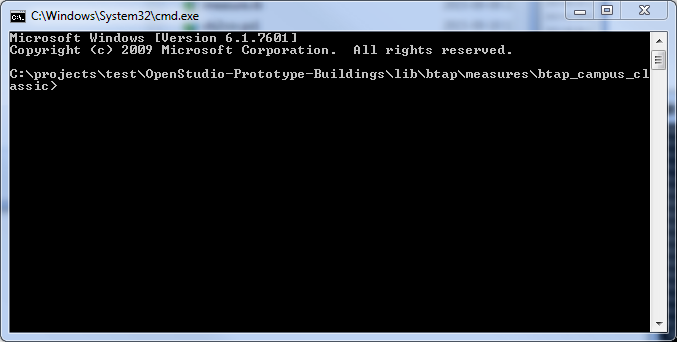 C:\Windows\System32\cmd.exe
Microsoft Windows [Version 6.1.7601]
Copyright (c) 2009 Microsoft Corporation.  All rights reserved.
C:\projects\test\OpenStudio-Prototype-Buildings\lib\btap\measures\btap_campus_cl
assic>